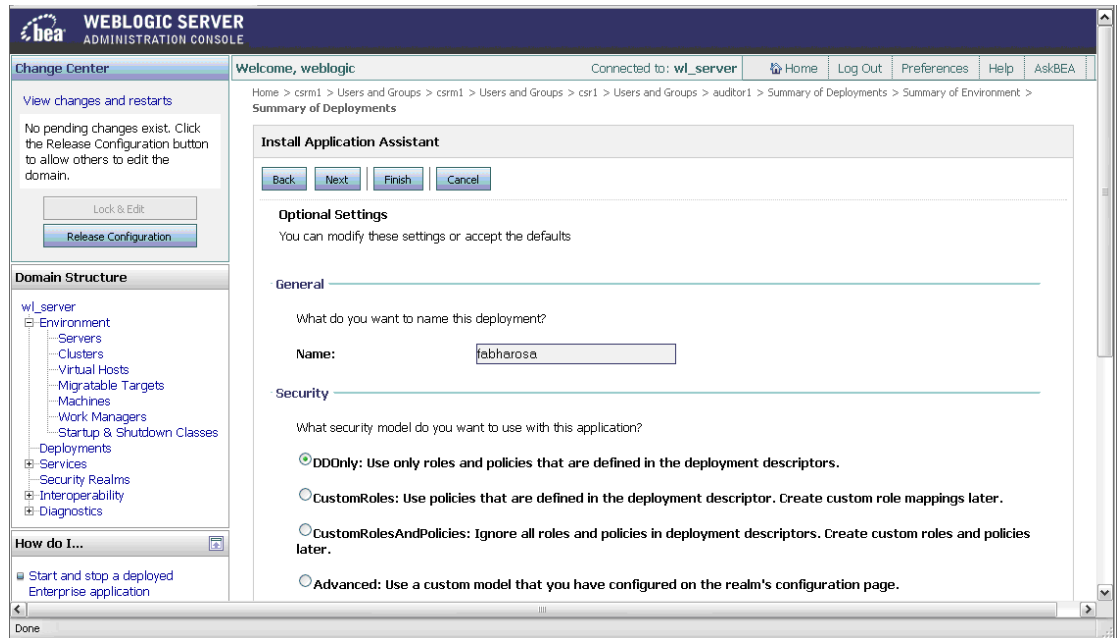 bea
WEBLOGIC SERVER
ADMINISTRATION CONSOLE
Change Center
View changes and restarts
No pending changes exist. Click
the Release Configuration button
to allow others to edit the
domain.
Lock & Edit
Release Configuration
Domain Structure
wl_server
Environment
Servers
Clusters
Virtual Hosts
Migratable Targets
Machines
Work Managers
Startup & Shutdown Classes
Deployments
Services
Security Realms
Interoperability
Diagnostics
How do I...
Start and stop a deployed
Enterprise application
Welcome, weblogic
Connected to: wl_server
Home
Log Out
Preferences
Help
AskBEA
Home > csrm1 > Users and Groups > csrm1 > Users and Groups > csr1 > Users and Groups > auditor1 > Summary of Deployments > Summary of Environment >
Summary of Deployments
Install Application Assistant
Back
Next
Finish
Cancel
Optional Settings
You can modify these settings or accept the defaults
General
What do you want to name this deployment?
Name: fabharosa
Security
What security model do you want to use with this application?
DDOnly: Use only roles and policies that are defined in the deployment descriptors.
CustomRoles: Use policies that are defined in the deployment descriptor. Create custom role mappings later.
CustomRolesAndPolicies: Ignore all roles and policies in deployment descriptors. Create custom roles and policies
later.
Advanced: Use a custom model that you have configured on the realm's configuration page.
Done